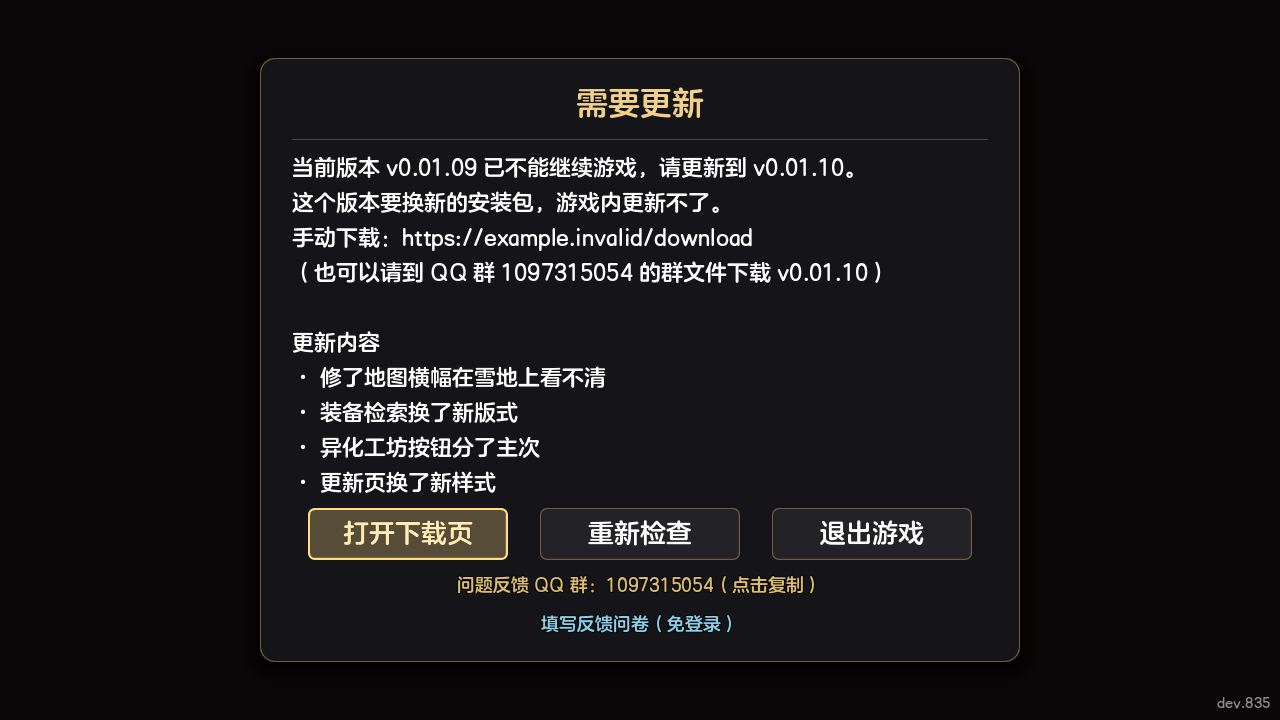 需要更新
当前版本 v0.01.09 已不能继续游戏，请更新到 v0.01.10。
这个版本要换新的安装包，游戏内更新不了。
手动下载：https://example.invalid/download
（也可以请到 QQ 群 1097315054 的群文件下载 v0.01.10）
更新内容
· 修了地图横幅在雪地上看不清
· 装备检索换了新版式
· 异化工坊按钮分了主次
· 更新页换了新样式
打开下载页 重新检查 退出游戏
问题反馈 QQ 群：1097315054（点击复制）
填写反馈问卷（免登录）
dev.835